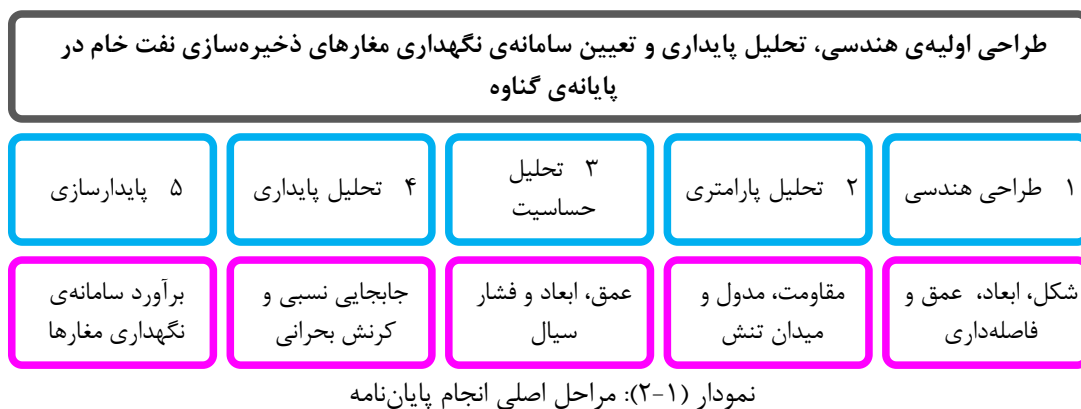 طراحی اولیه‌ی هندسی، تحلیل پایداری و تعیین سامانه‌ی نگهداری مغارهای ذخیره‌سازی نفت خام در
پایانه‌ی گناوه
۱ طراحی هندسی
۲ تحلیل پارامتری
۳ تحلیل
حساسیت
۴ تحلیل پایداری
۵ پایدارسازی
شکل، ابعاد، عمق و
فاصله‌داری
مقاومت، مدول و
میدان تنش
عمق، ابعاد و فشار
سیال
جابجایی نسبی و
کرنش بحرانی
برآورد سامانه‌ی
نگهداری مغارها
نمودار (۱-۲): مراحل اصلی انجام پایان‌نامه